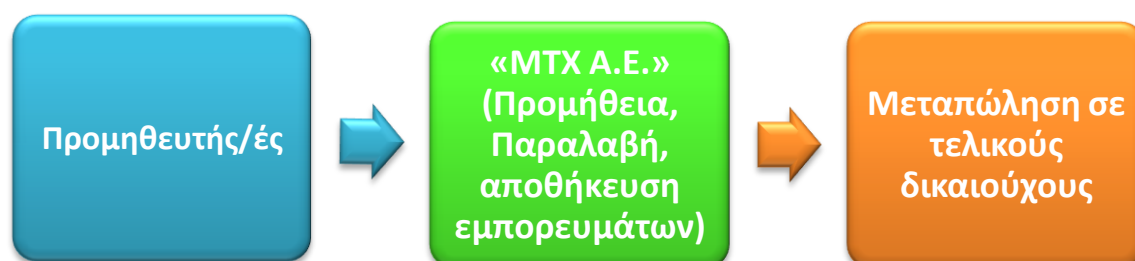 Προμηθευτής/ές
«ΜΤΧ Α.Ε.»
(Προμήθεια,
Παραλαβή,
αποθήκευση
εμπορευμάτων)
Μεταπώληση σε
τελικούς
δικαιούχους